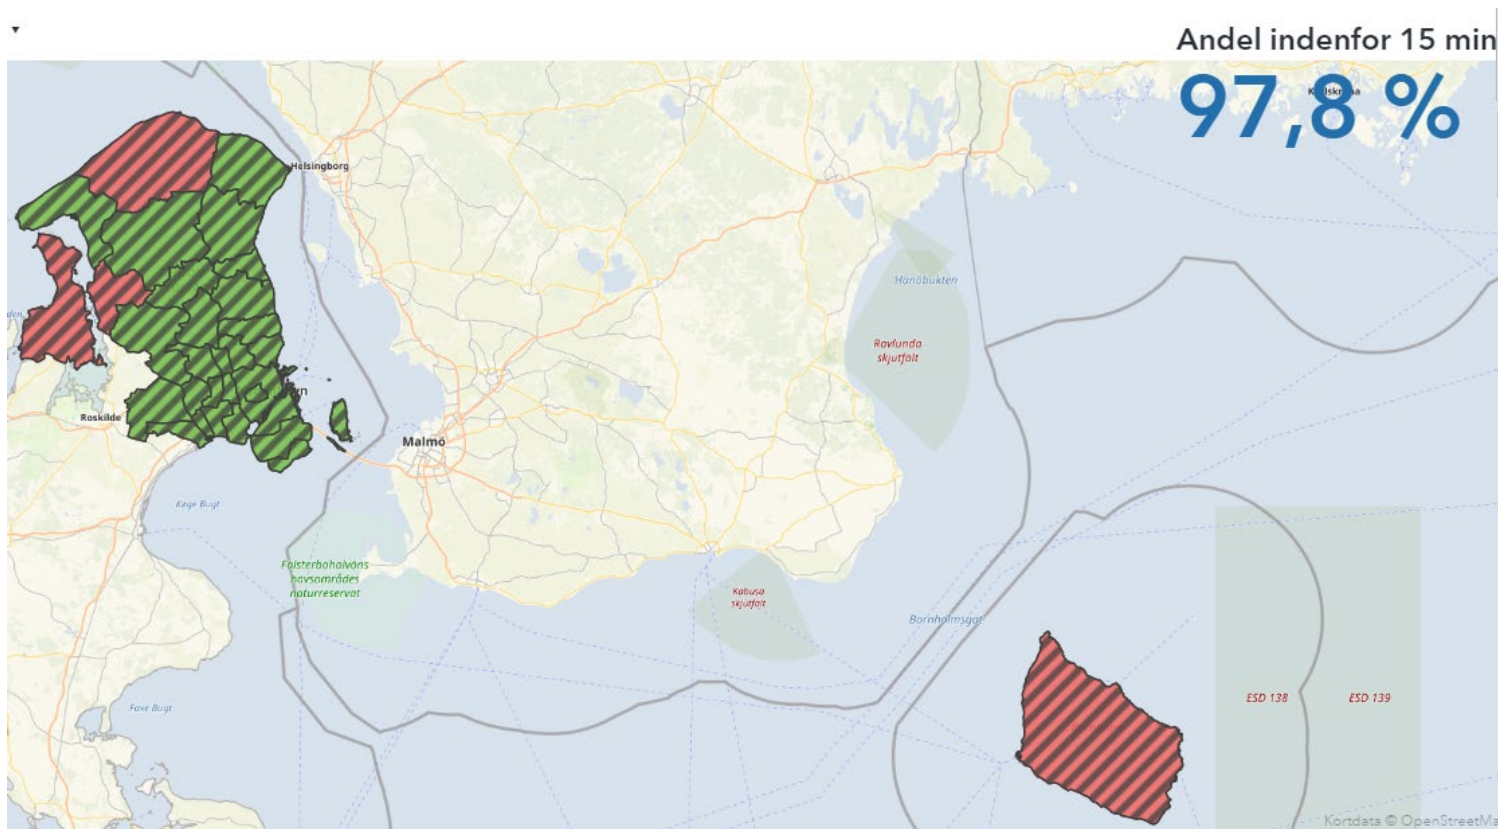 Andel indenfor 15 min
97,8 %
Helsingborg
Hanöbukten
Ravlunda
skjutfält
Roskilde
Malmö
Køge Bugt
Falsterbohalvöns
havsområdes
naturreservat
Kabusa
skjutfält
Bornholmsgat
ESD 138
ESD 139
Faxe Bugt
Kortdata © OpenStreetMa